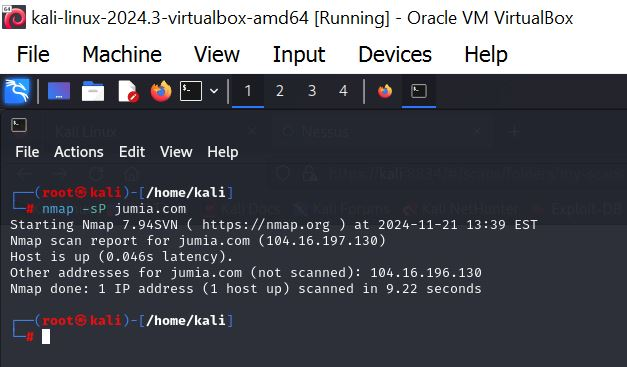 kali-linux-2024.3-virtualbox-amd64 [Running] - Oracle VM VirtualBox
File Machine View Input Devices Help
1 2 3 4
Kali Linux Nessus
File Actions Edit View Help
https://kali:8834/
┌──(root㉿kali)-[/home/kali]
└─# nmap -sP jumia.com
Kali Docs Kali Forums Kali NetHunter Exploit-DB
Starting Nmap 7.94SVN ( https://nmap.org ) at 2024-11-21 13:39 EST
Nmap scan report for jumia.com (104.16.197.130)
Host is up (0.046s latency).
Other addresses for jumia.com (not scanned): 104.16.196.130
Nmap done: 1 IP address (1 host up) scanned in 9.22 seconds
┌──(root㉿kali)-[/home/kali]
└─#